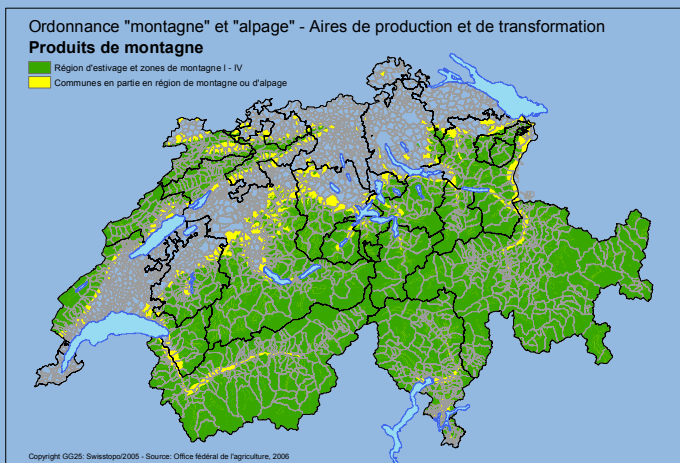 Ordonnance "montagne" et "alpage" - Aires de production et de transformation
Produits de montagne
Région d'estivage et zones de montagne I - IV
Communes en partie en région de montagne ou d'alpage
Copyright GG25: Swisstopo/2005 - Source: Office fédéral de l'agriculture, 2006